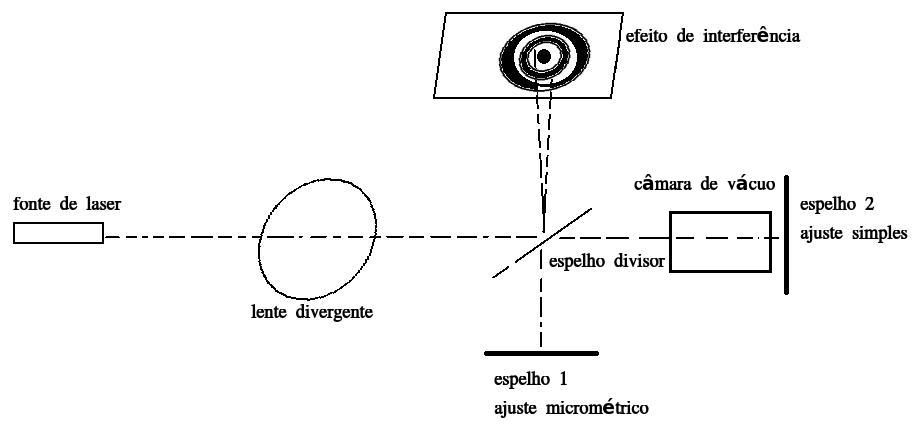 efeito de interferência
câmara de vácuo
fonte de laser
espelho 2
ajuste simples
espelho divisor
lente divergente
espelho 1
ajuste micrométrico